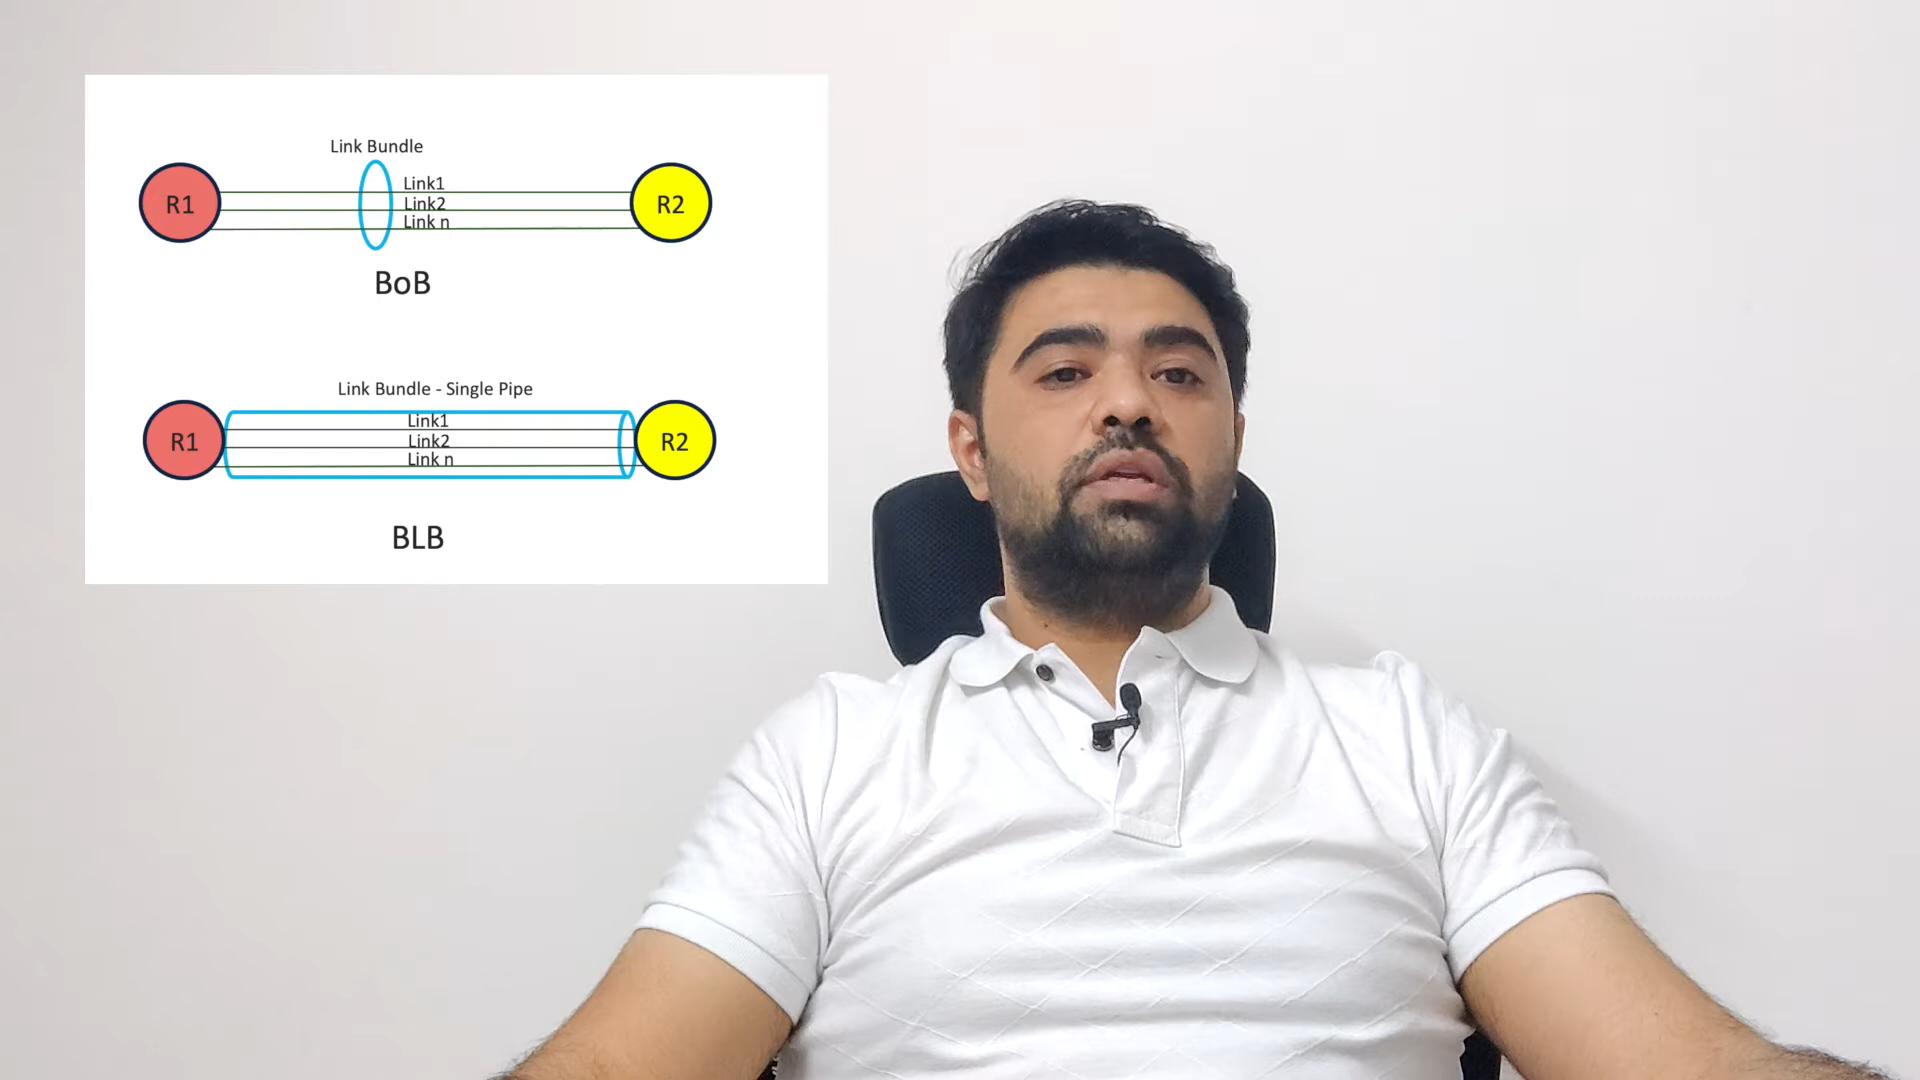 Link Bundle
Link1
R1
Link2
R2
Link n
BoB
Link Bundle - Single Pipe
Link1
R1
Link2
R2
Link n
BLB